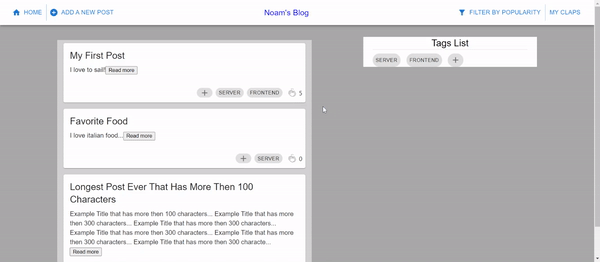 HOME
ADD A NEW POST
Noam's Blog
FILTER BY POPULARITY
MY CLAPS
My First Post
I love to sail!Read more
+ SERVER FRONTEND 5
Favorite Food
I love italian food...Read more
+ SERVER 0
Longest Post Ever That Has More Then 100
Characters
Example Title that has more then 100 characters... Example Title that has more
then 300 characters... Example Title that has more then 300 characters...
Example Title that has more then 300 characters... Example Title that has more
then 300 characters... Example Title that has more then 300 characte...
Read more
Tags List
SERVER FRONTEND +